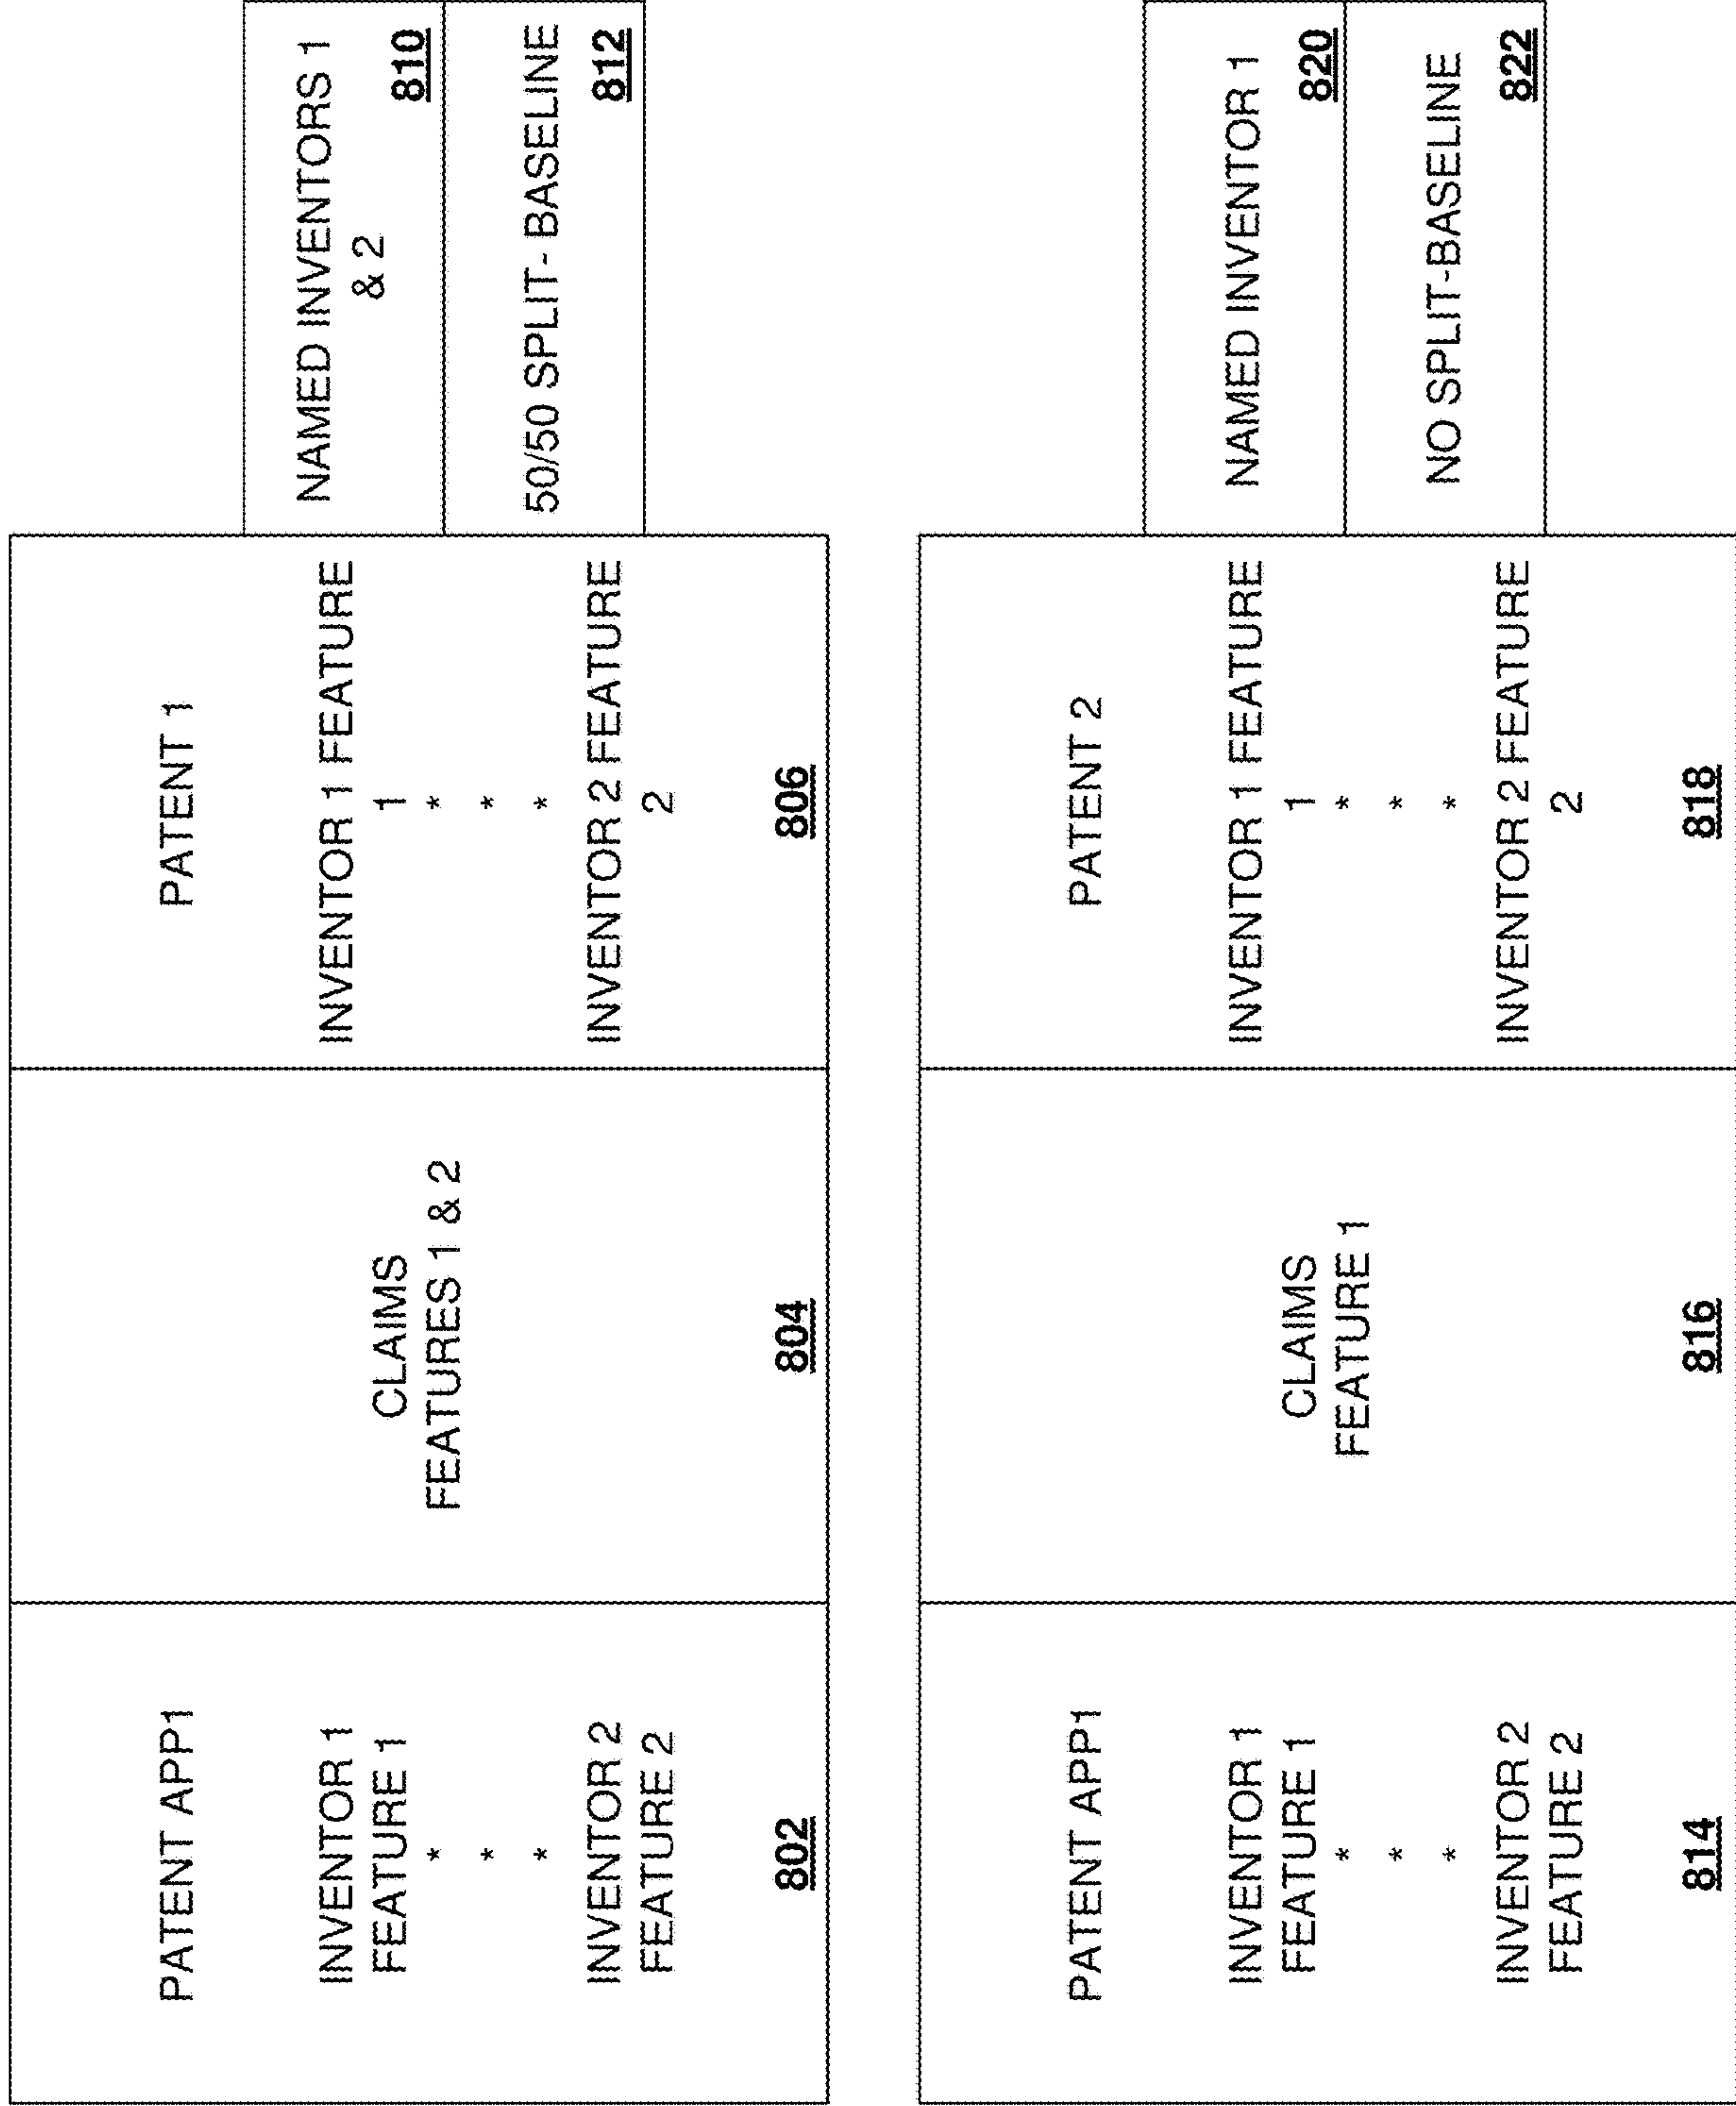 PATENT APP1
INVENTOR 1
FEATURE 1
*
*
*
INVENTOR 2
FEATURE 2
802
CLAIMS
FEATURES 1 & 2
804
PATENT 1
INVENTOR 1 FEATURE
1
*
*
*
INVENTOR 2 FEATURE
2
806
NAMED INVENTORS 1
& 2
810
50/50 SPLIT- BASELINE
812
PATENT APP1
INVENTOR 1
FEATURE 1
*
*
*
INVENTOR 2
FEATURE 2
814
CLAIMS
FEATURE 1
816
PATENT 2
INVENTOR 1 FEATURE
1
*
*
*
INVENTOR 2 FEATURE
2
818
NAMED INVENTOR 1
820
NO SPLIT-BASELINE
822